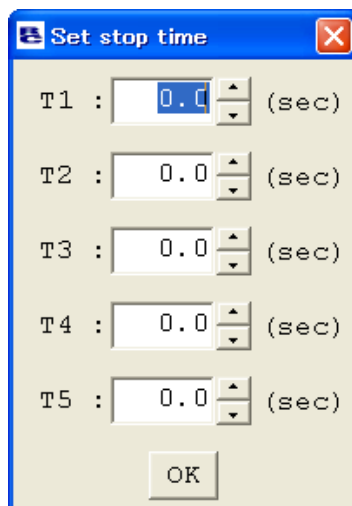 Set stop time
T1 : 0.0 (sec)
T2 : 0.0 (sec)
T3 : 0.0 (sec)
T4 : 0.0 (sec)
T5 : 0.0 (sec)
OK